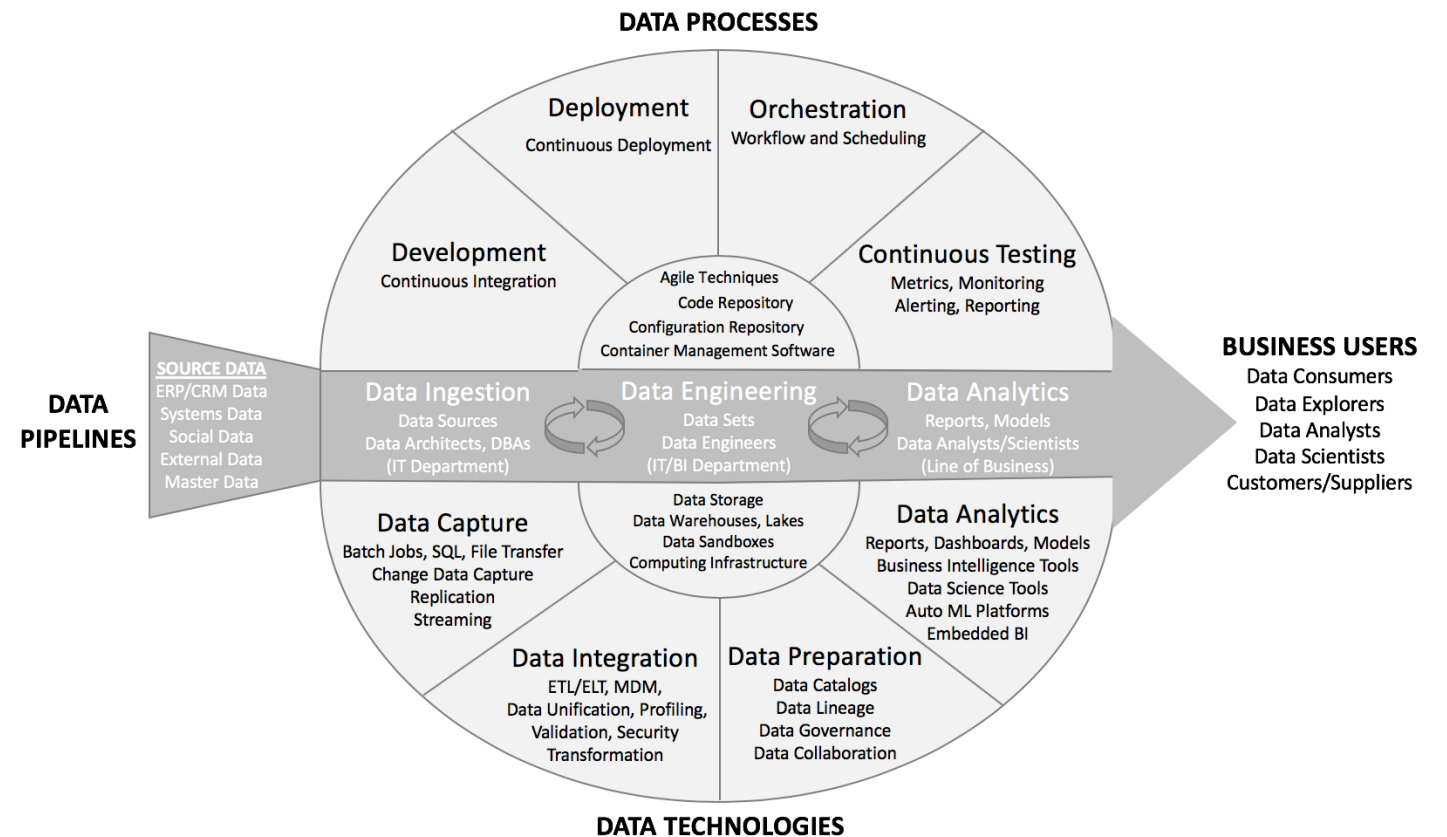 DATA PROCESSES
Deployment
Continuous Deployment
Orchestration
Workflow and Scheduling
Development
Continuous Integration
Continuous Testing
Metrics, Monitoring
Alerting, Reporting
Agile Techniques
Code Repository
Configuration Repository
Container Management Software
DATA
PIPELINES
SOURCE DATA
ERP/CRM Data
Systems Data
Social Data
External Data
Master Data
Data Ingestion
Data Sources
Data Architects, DBAs
(IT Department)
Data Engineering
Data Sets
Data Engineers
(IT/BI Department)
Data Analytics
Reports, Models
Data Analysts/Scientists
(Line of Business)
BUSINESS USERS
Data Consumers
Data Explorers
Data Analysts
Data Scientists
Customers/Suppliers
Data Capture
Batch Jobs, SQL, File Transfer
Change Data Capture
Replication
Streaming
Data Storage
Data Warehouses, Lakes
Data Sandboxes
Computing Infrastructure
Data Analytics
Reports, Dashboards, Models
Business Intelligence Tools
Data Science Tools
Auto ML Platforms
Embedded BI
Data Integration
ETL/ELT, MDM,
Data Unification, Profiling,
Validation, Security
Transformation
Data Preparation
Data Catalogs
Data Lineage
Data Governance
Data Collaboration
DATA TECHNOLOGIES